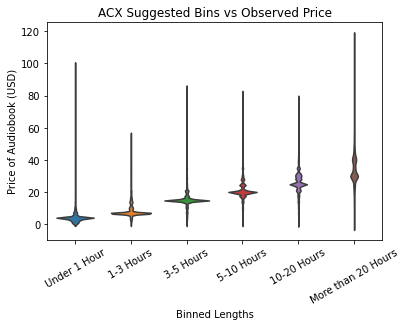 ACX Suggested Bins vs Observed Price
Price of Audiobook (USD)
120
100
80
60
40
20
0
Under 1 Hour
1-3 Hours
3-5 Hours
5-10 Hours
10-20 Hours
More than 20 Hours
Binned Lengths